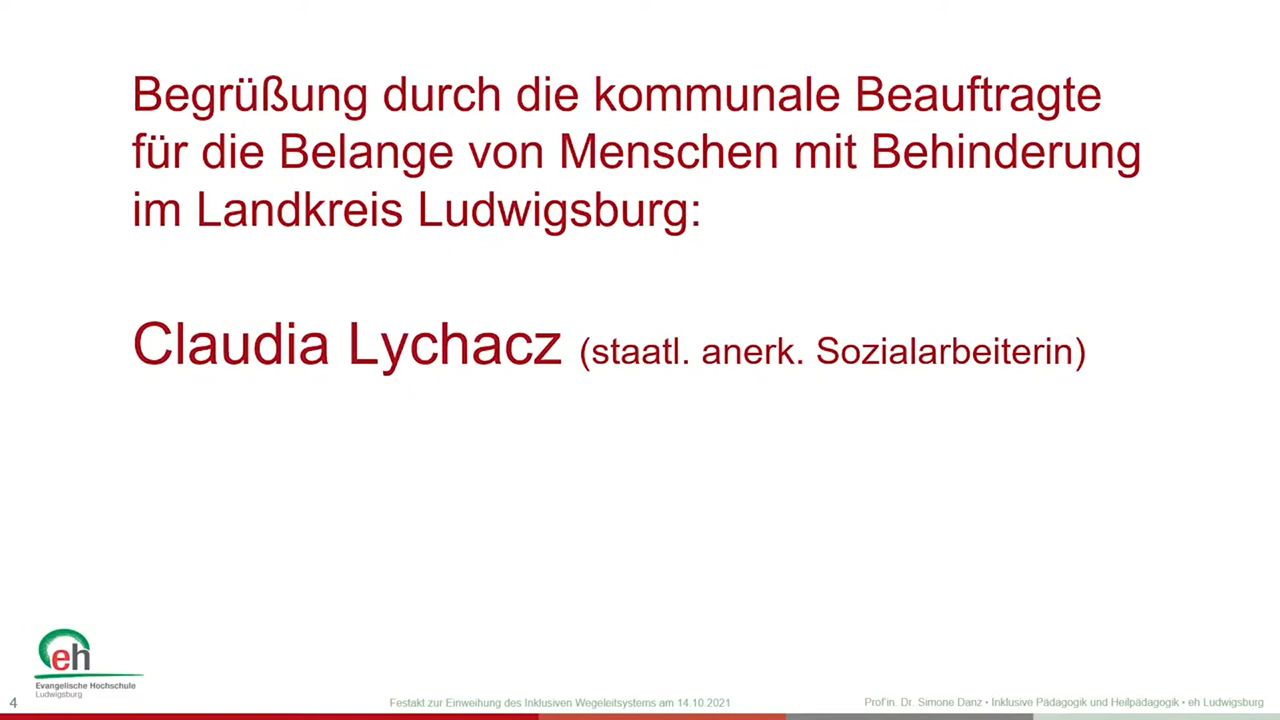 Begrüßung durch die kommunale Beauftragte
für die Belange von Menschen mit Behinderung
im Landkreis Ludwigsburg:
Claudia Lychacz (staatl. anerk. Sozialarbeiterin)
eh
Evangelische Hochschule
Ludwigsburg
4
Festakt zur Einweihung des Inklusiven Wegeleitsystems am 14.10.2021
Prof'in. Dr. Simone Danz • Inklusive Pädagogik und Heilpädagogik • eh Ludwigsburg